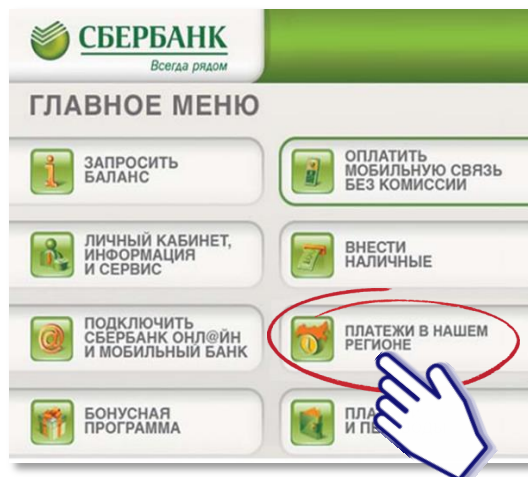 СБЕРБАНК
Всегда рядом
ГЛАВНОЕ МЕНЮ
ЗАПРОСИТЬ
БАЛАНС
ОПЛАТИТЬ
МОБИЛЬНУЮ СВЯЗЬ
БЕЗ КОМИССИИ
ЛИЧНЫЙ КАБИНЕТ,
ИНФОРМАЦИЯ
И СЕРВИС
ВНЕСТИ
НАЛИЧНЫЕ
ПОДКЛЮЧИТЬ
СБЕРБАНК ОНЛ@ЙН
И МОБИЛЬНЫЙ БАНК
ПЛАТЕЖИ В НАШЕМ
РЕГИОНЕ
БОНУСНАЯ
ПРОГРАММА
И